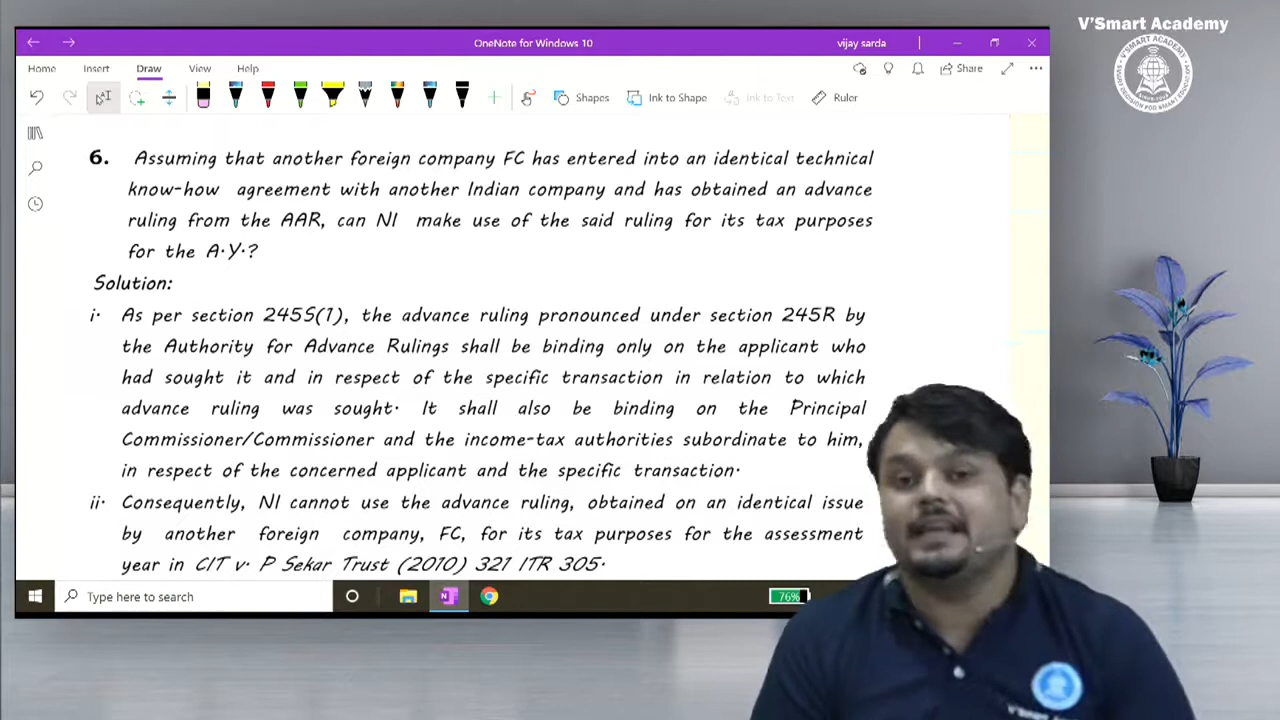 V'Smart Academy
OneNote for Windows 10
vijay sarda
Home Insert Draw View Help
Share
Shapes Ink to Shape Ink to Text Ruler
6. Assuming that another foreign company FC has entered into an identical technical
know-how agreement with another Indian company and has obtained an advance
ruling from the AAR, can NI make use of the said ruling for its tax purposes
for the A.Y.?
Solution:
i. As per section 245S(1), the advance ruling pronounced under section 245R by
the Authority for Advance Rulings shall be binding only on the applicant who
had sought it and in respect of the specific transaction in relation to which
advance ruling was sought. It shall also be binding on the Principal
Commissioner/Commissioner and the income-tax authorities subordinate to him,
in respect of the concerned applicant and the specific transaction.
ii. Consequently, NI cannot use the advance ruling, obtained on an identical issue
by another foreign company, FC, for its tax purposes for the assessment
year in CIT v. P Sekar Trust (2010) 321 ITR 305.
Type here to search
76%